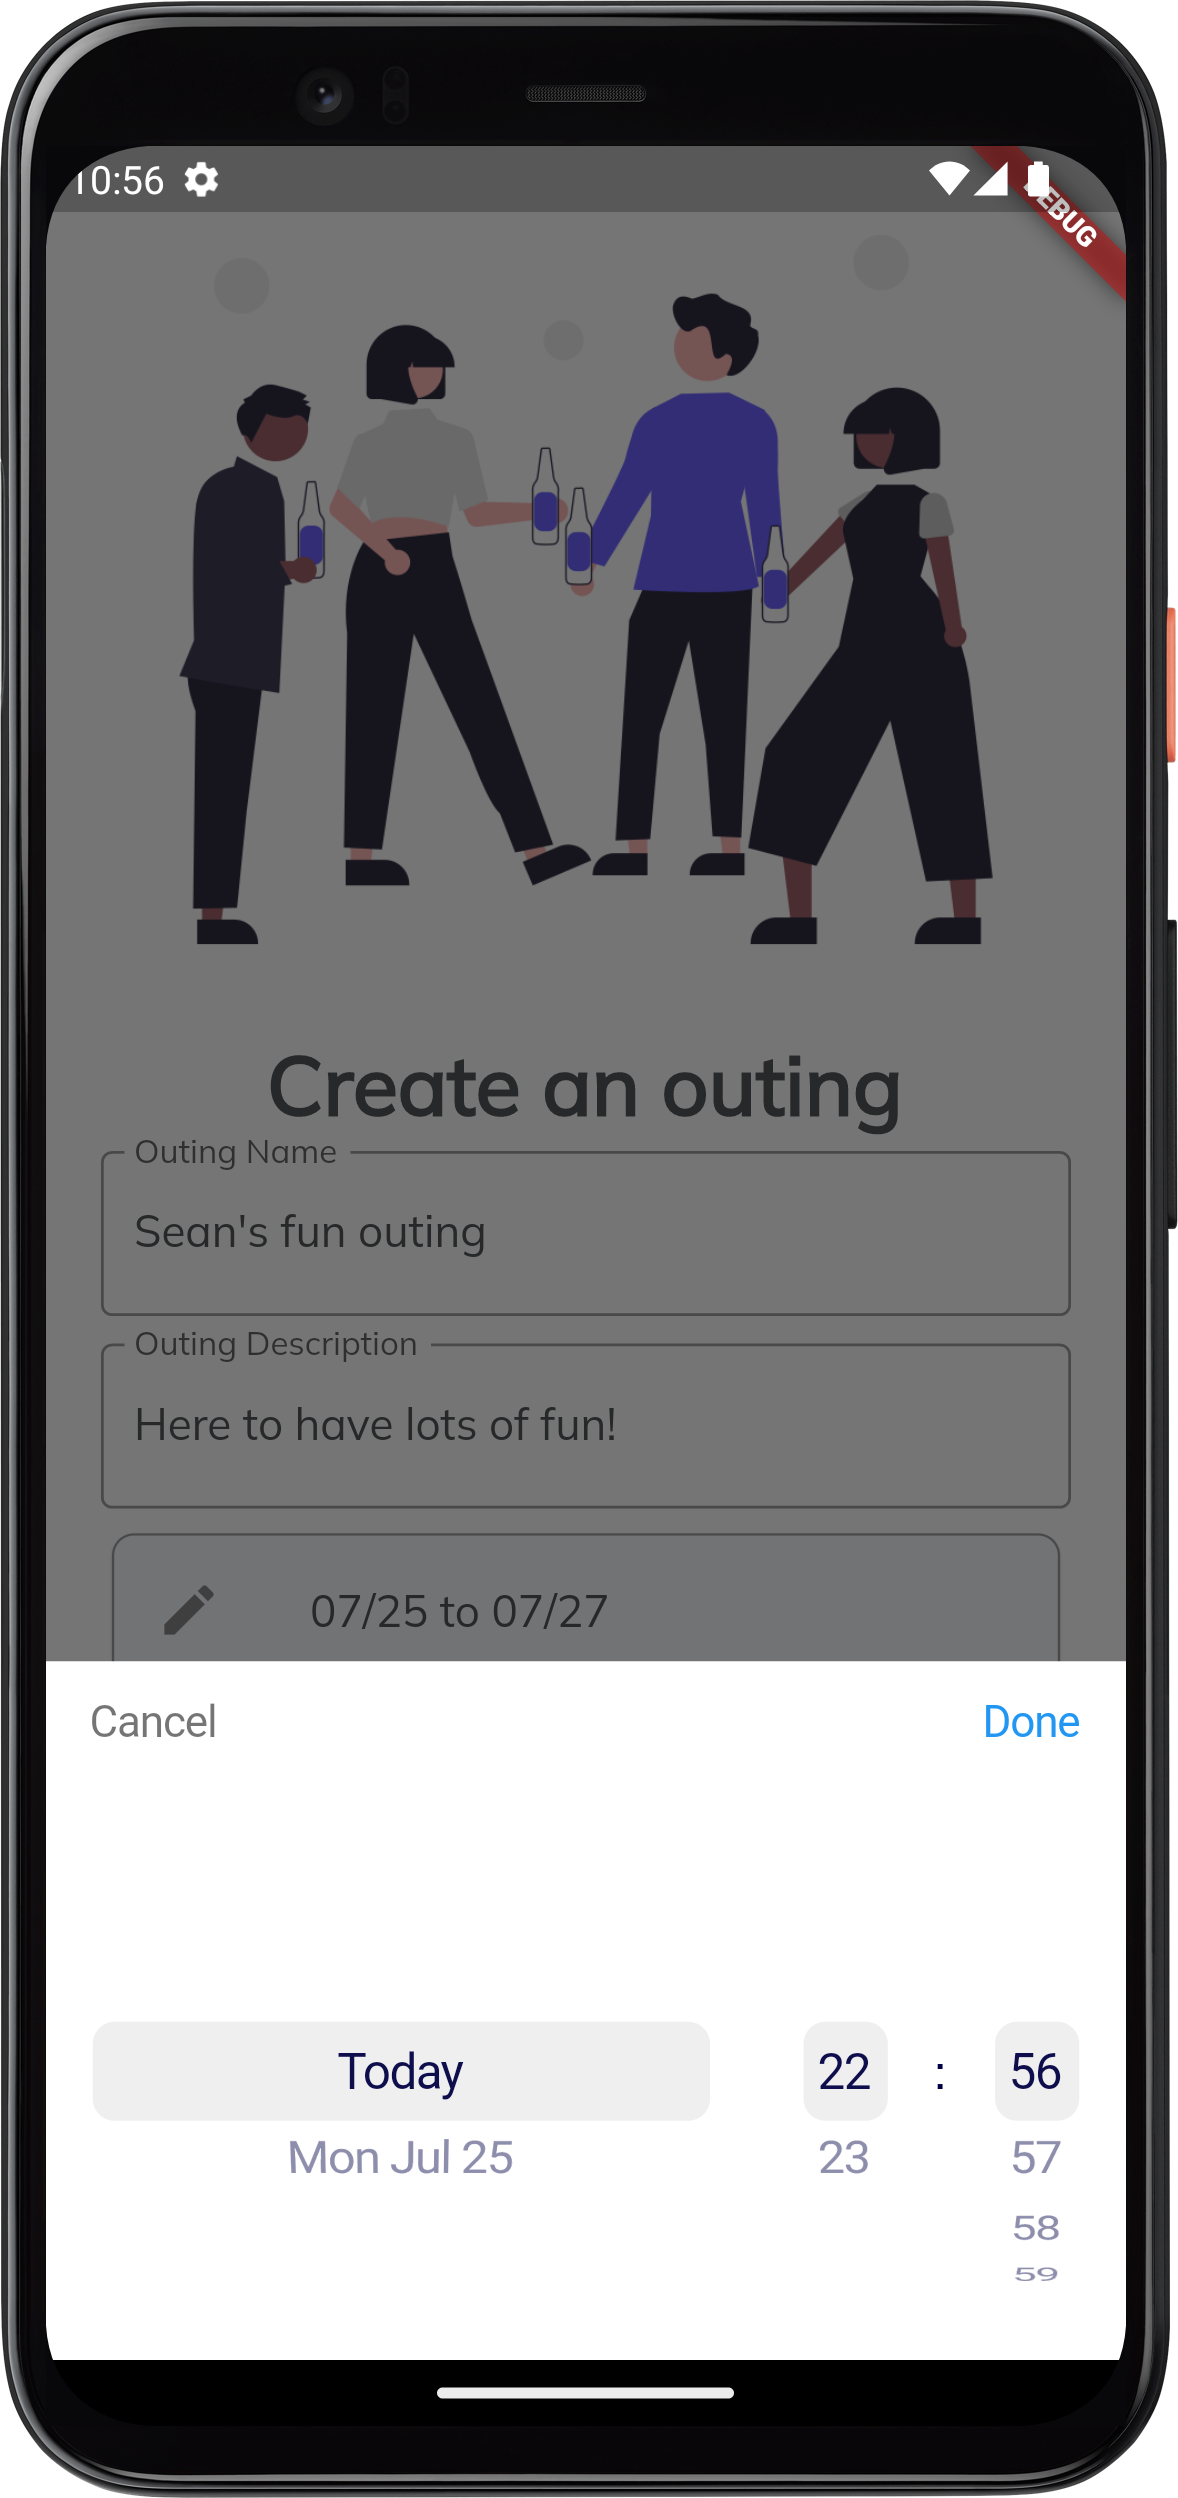 10:56
DEBUG
Create an outing
Outing Name
Sean's fun outing
Outing Description
Here to have lots of fun!
07/25 to 07/27
Cancel Done
Today 22 : 56
Mon Jul 25 23 57
58
59